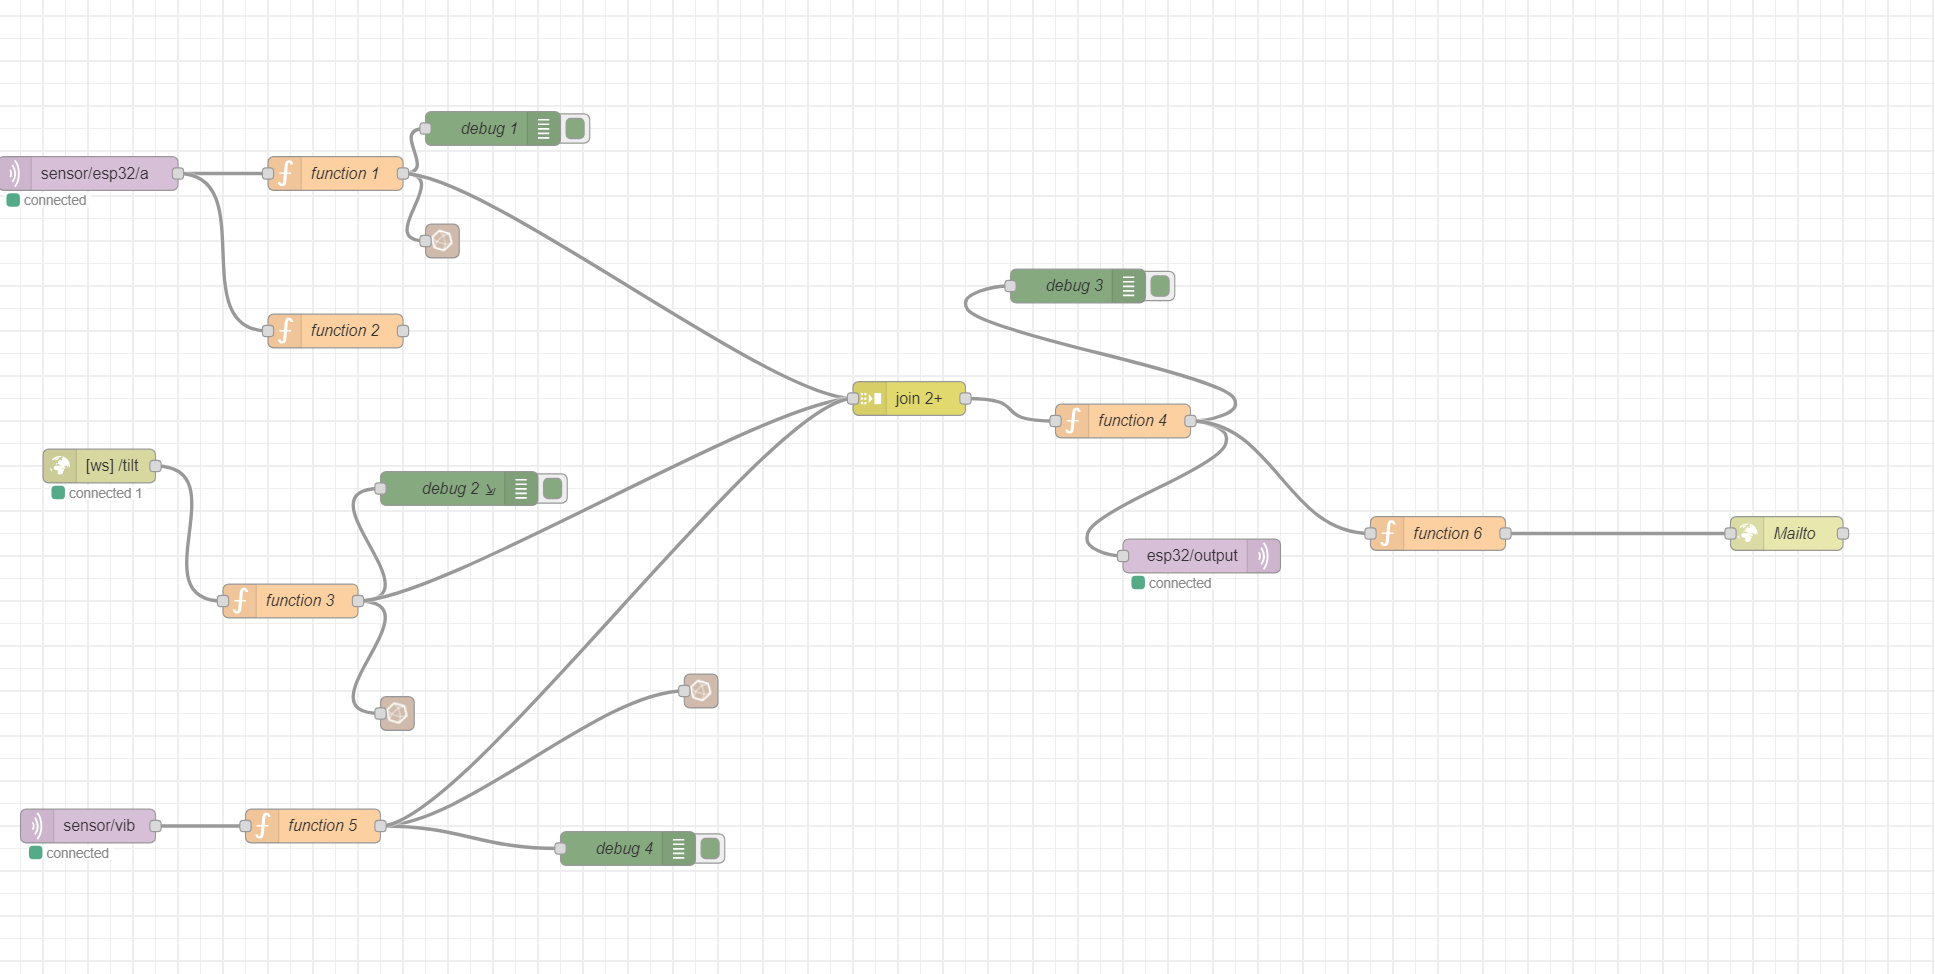 debug 1
sensor/esp32/a
function 1
connected
debug 3
function 2
join 2+
function 4
[ws] /tilt
connected 1
debug 2 ⇲
function 6
Mailto
esp32/output
connected
function 3
sensor/vib
function 5
connected
debug 4